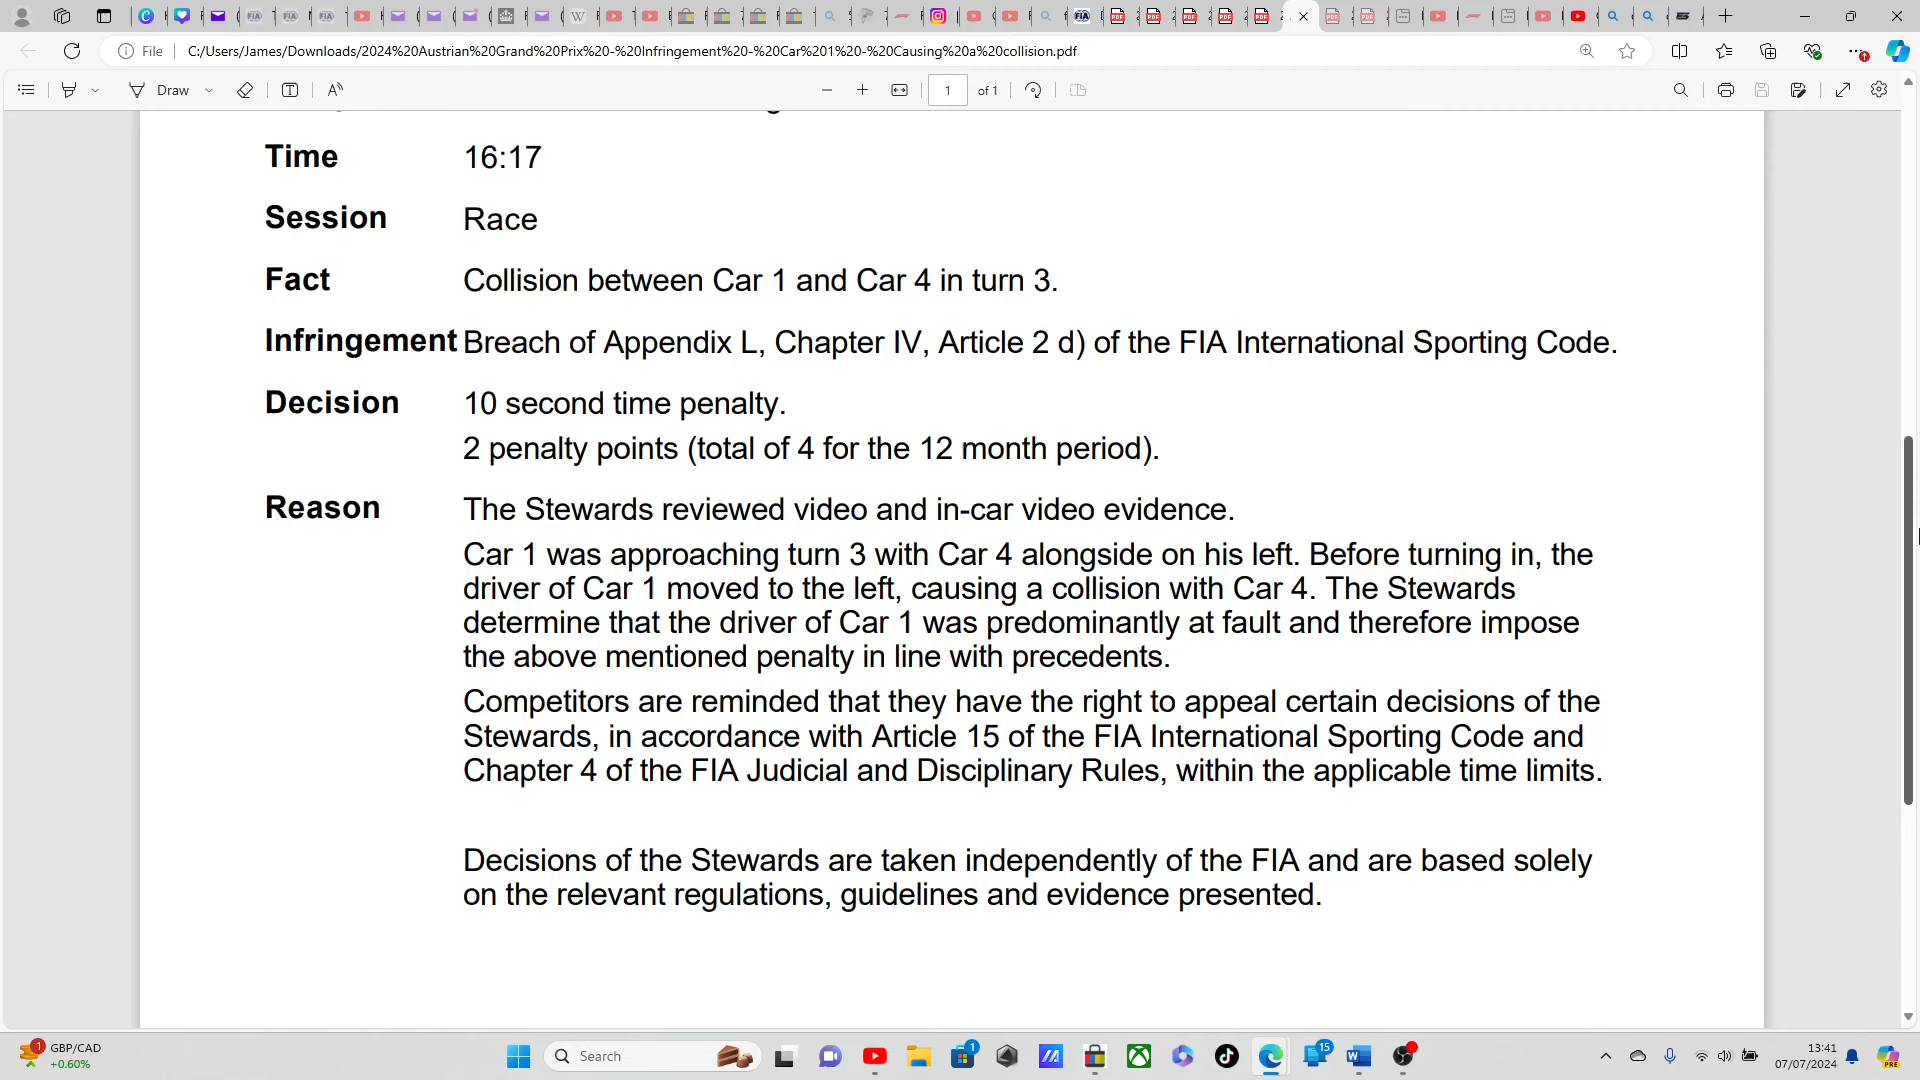 File
C:/Users/James/Downloads/2024%20Austrian%20Grand%20Prix%20-%20Infringement%20-%20Car%201%20-%20Causing%20a%20collision.pdf
Draw
1
of 1
Time 16:17
Session Race
Fact Collision between Car 1 and Car 4 in turn 3.
Infringement Breach of Appendix L, Chapter IV, Article 2 d) of the FIA International Sporting Code.
Decision 10 second time penalty.
2 penalty points (total of 4 for the 12 month period).
Reason The Stewards reviewed video and in-car video evidence.
Car 1 was approaching turn 3 with Car 4 alongside on his left. Before turning in, the
driver of Car 1 moved to the left, causing a collision with Car 4. The Stewards
determine that the driver of Car 1 was predominantly at fault and therefore impose
the above mentioned penalty in line with precedents.
Competitors are reminded that they have the right to appeal certain decisions of the
Stewards, in accordance with Article 15 of the FIA International Sporting Code and
Chapter 4 of the FIA Judicial and Disciplinary Rules, within the applicable time limits.
Decisions of the Stewards are taken independently of the FIA and are based solely
on the relevant regulations, guidelines and evidence presented.
1
GBP/CAD
+0.60%
Search
1
15
13:41
07/07/2024